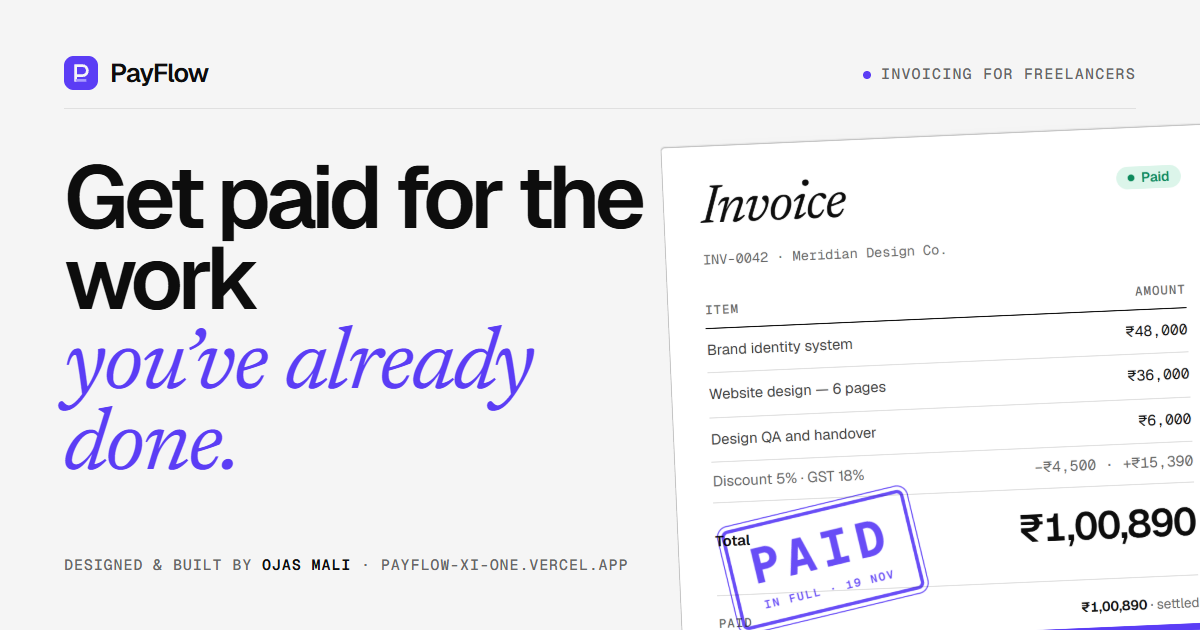 PayFlow
INVOICING FOR FREELANCERS
Get paid for the
work
you’ve already
done.
DESIGNED & BUILT BY OJAS MALI · PAYFLOW-XI-ONE.VERCEL.APP
Invoice
Paid
INV-0042 · Meridian Design Co.
ITEM AMOUNT
Brand identity system ₹48,000
Website design — 6 pages ₹36,000
Design QA and handover ₹6,000
Discount 5% · GST 18% −₹4,500 · +₹15,390
Total ₹1,00,890
PAID
IN FULL · 19 NOV
PAID ₹1,00,890 · settled